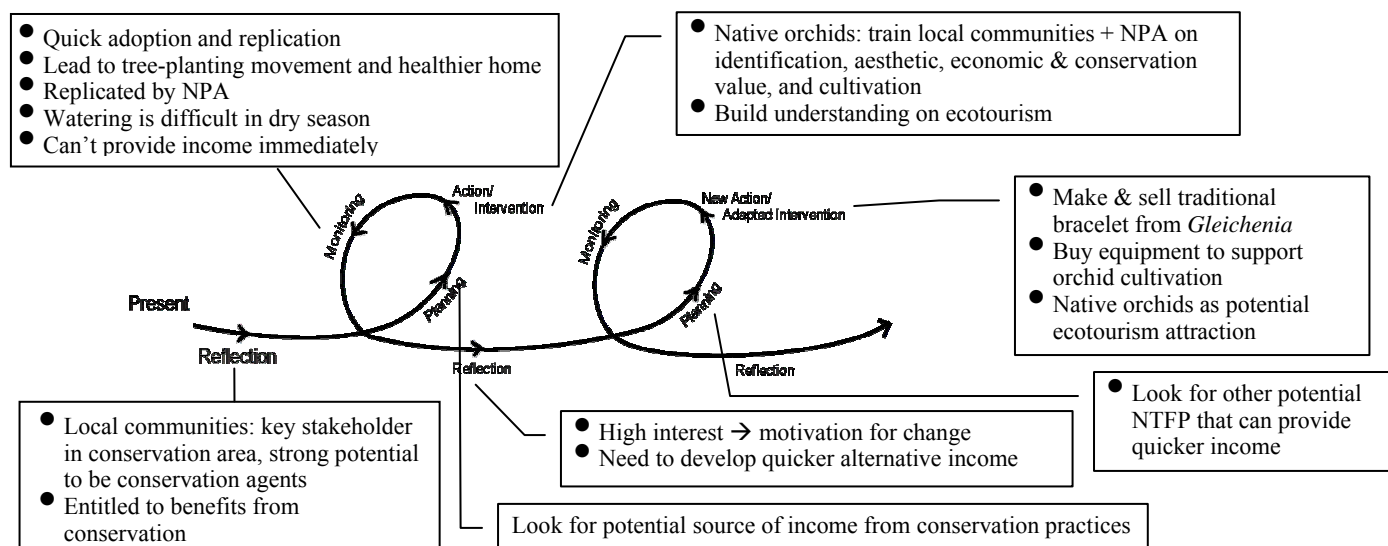 ● Quick adoption and replication
● Lead to tree-planting movement and healthier home
● Replicated by NPA
● Watering is difficult in dry season
● Can't provide income immediately
● Native orchids: train local communities + NPA on
identification, aesthetic, economic & conservation
value, and cultivation
● Build understanding on ecotourism
● Make & sell traditional
bracelet from Gleichenia
● Buy equipment to support
orchid cultivation
● Native orchids as potential
ecotourism attraction
Present
Reflection
Planning
Action/
Intervention
Monitoring
Reflection
Planning
New Action/
Adapted Intervention
Monitoring
Reflection
● Local communities: key stakeholder
in conservation area, strong potential
to be conservation agents
● Entitled to benefits from
conservation
● High interest → motivation for change
● Need to develop quicker alternative income
Look for potential source of income from conservation practices
● Look for other potential
NTFP that can provide
quicker income